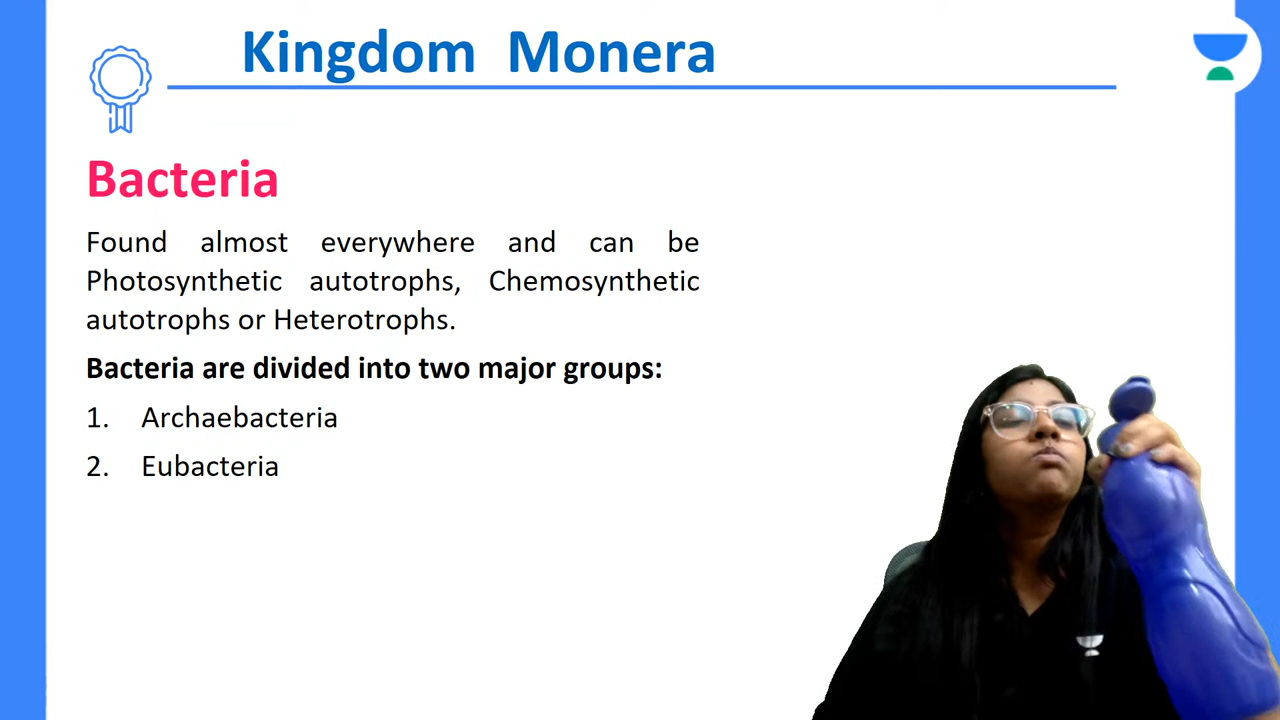 Kingdom Monera
Bacteria
Found almost everywhere and can be
Photosynthetic autotrophs, Chemosynthetic
autotrophs or Heterotrophs.
Bacteria are divided into two major groups:
1. Archaebacteria
2. Eubacteria